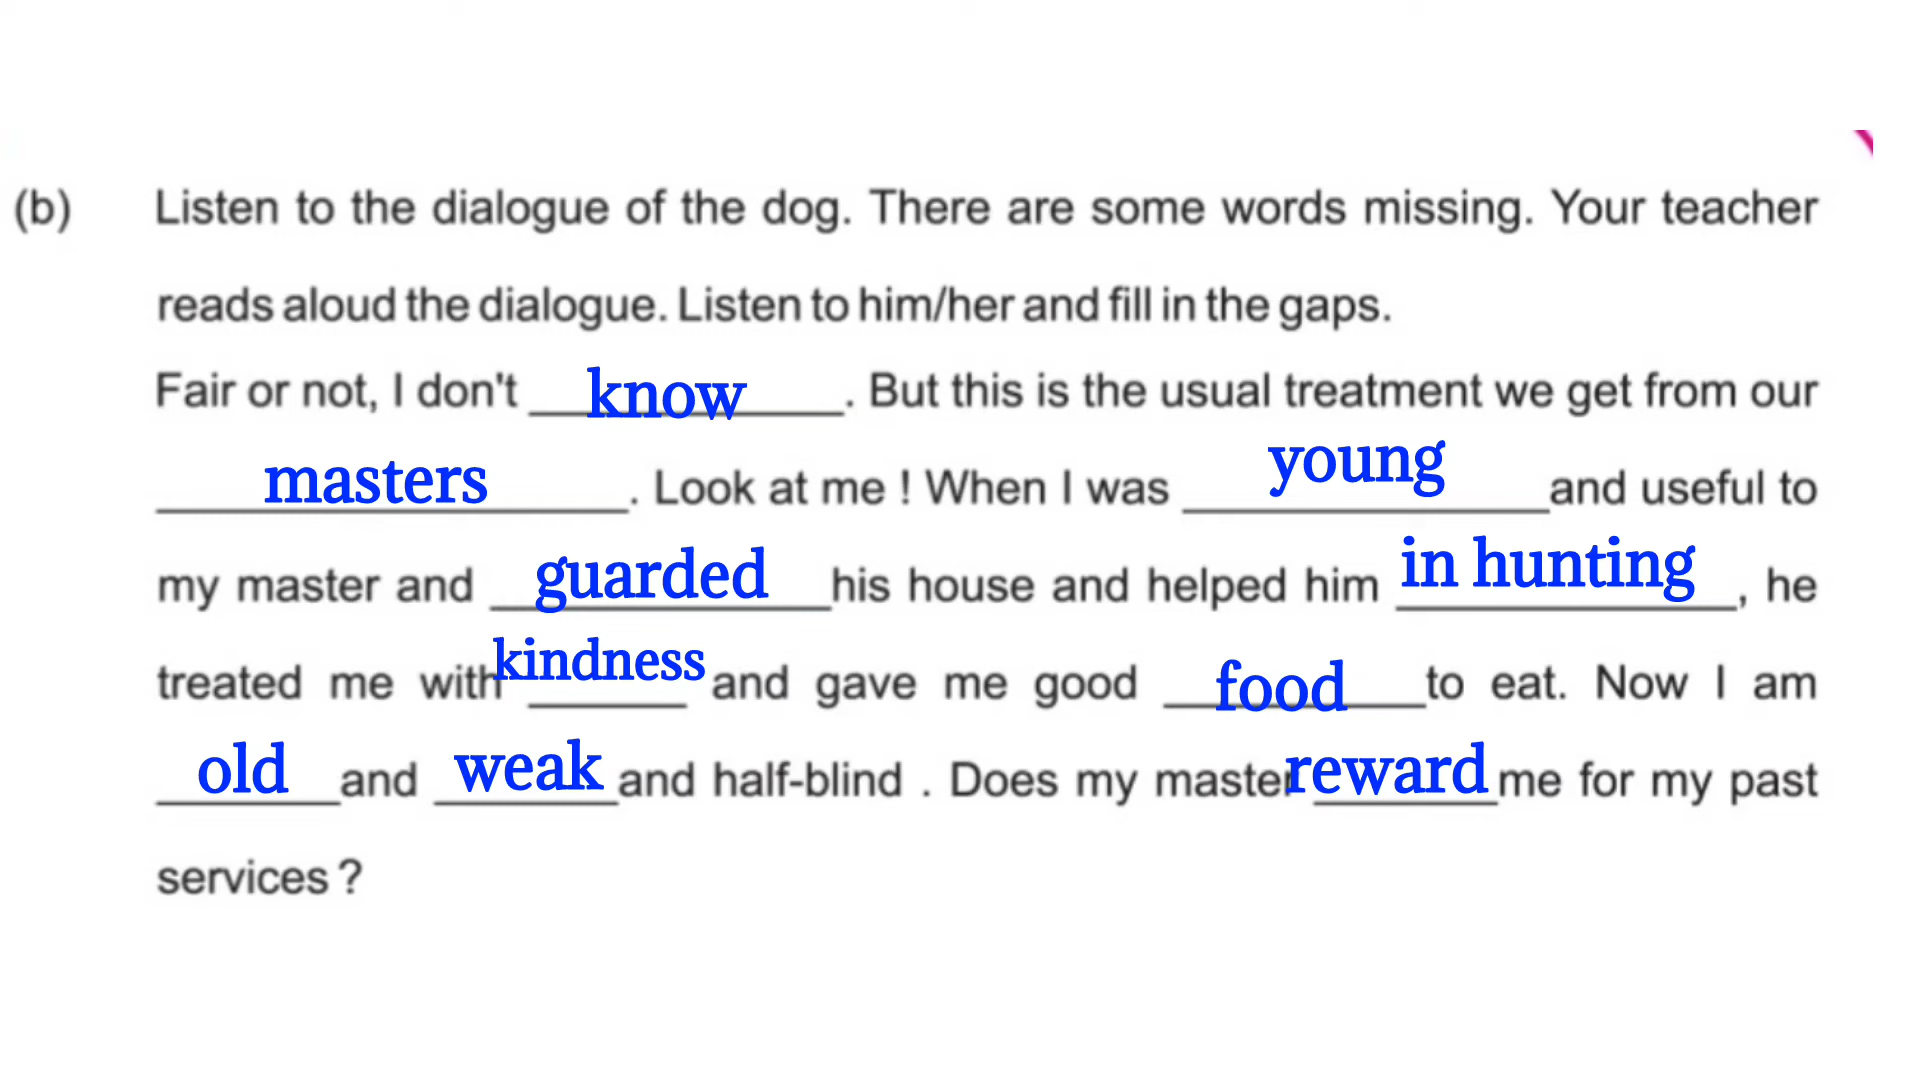 (b) Listen to the dialogue of the dog. There are some words missing. Your teacher
reads aloud the dialogue. Listen to him/her and fill in the gaps.
Fair or not, I don't know. But this is the usual treatment we get from our
masters. Look at me ! When I was young and useful to
my master and guarded his house and helped him in hunting, he
treated me with kindness and gave me good food to eat. Now I am
old and weak and half-blind . Does my master reward me for my past
services ?